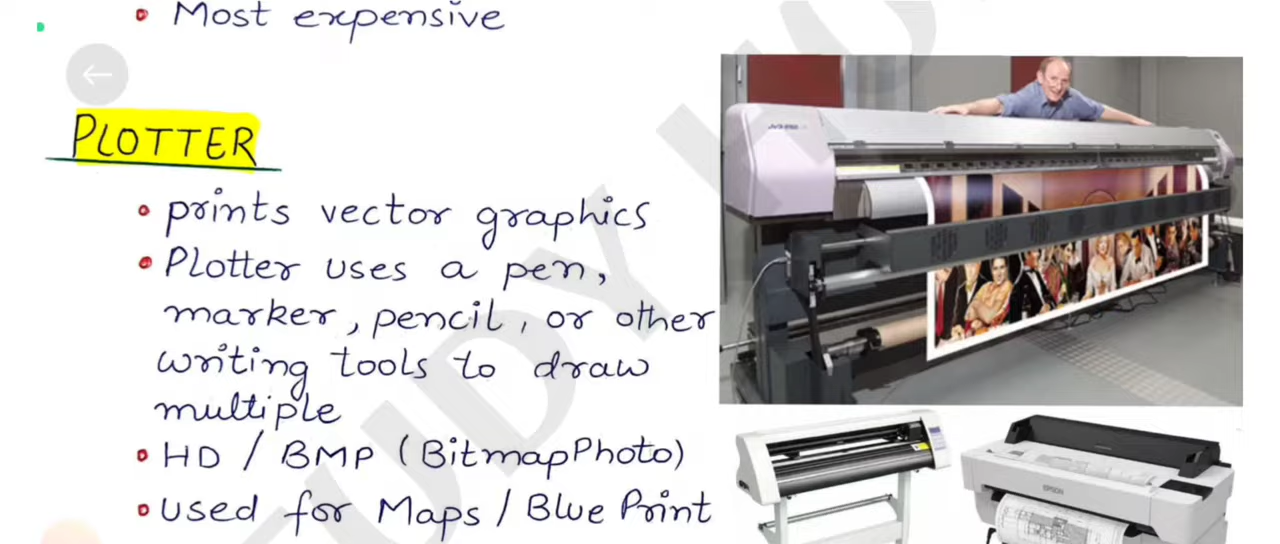 • Most expensive
PLOTTER
• prints vector graphics
• Plotter uses a pen,
marker, pencil, or other
writing tools to draw
multiple
• HD / BMP (BitmapPhoto)
• used for Maps / Blue Print
EPSON